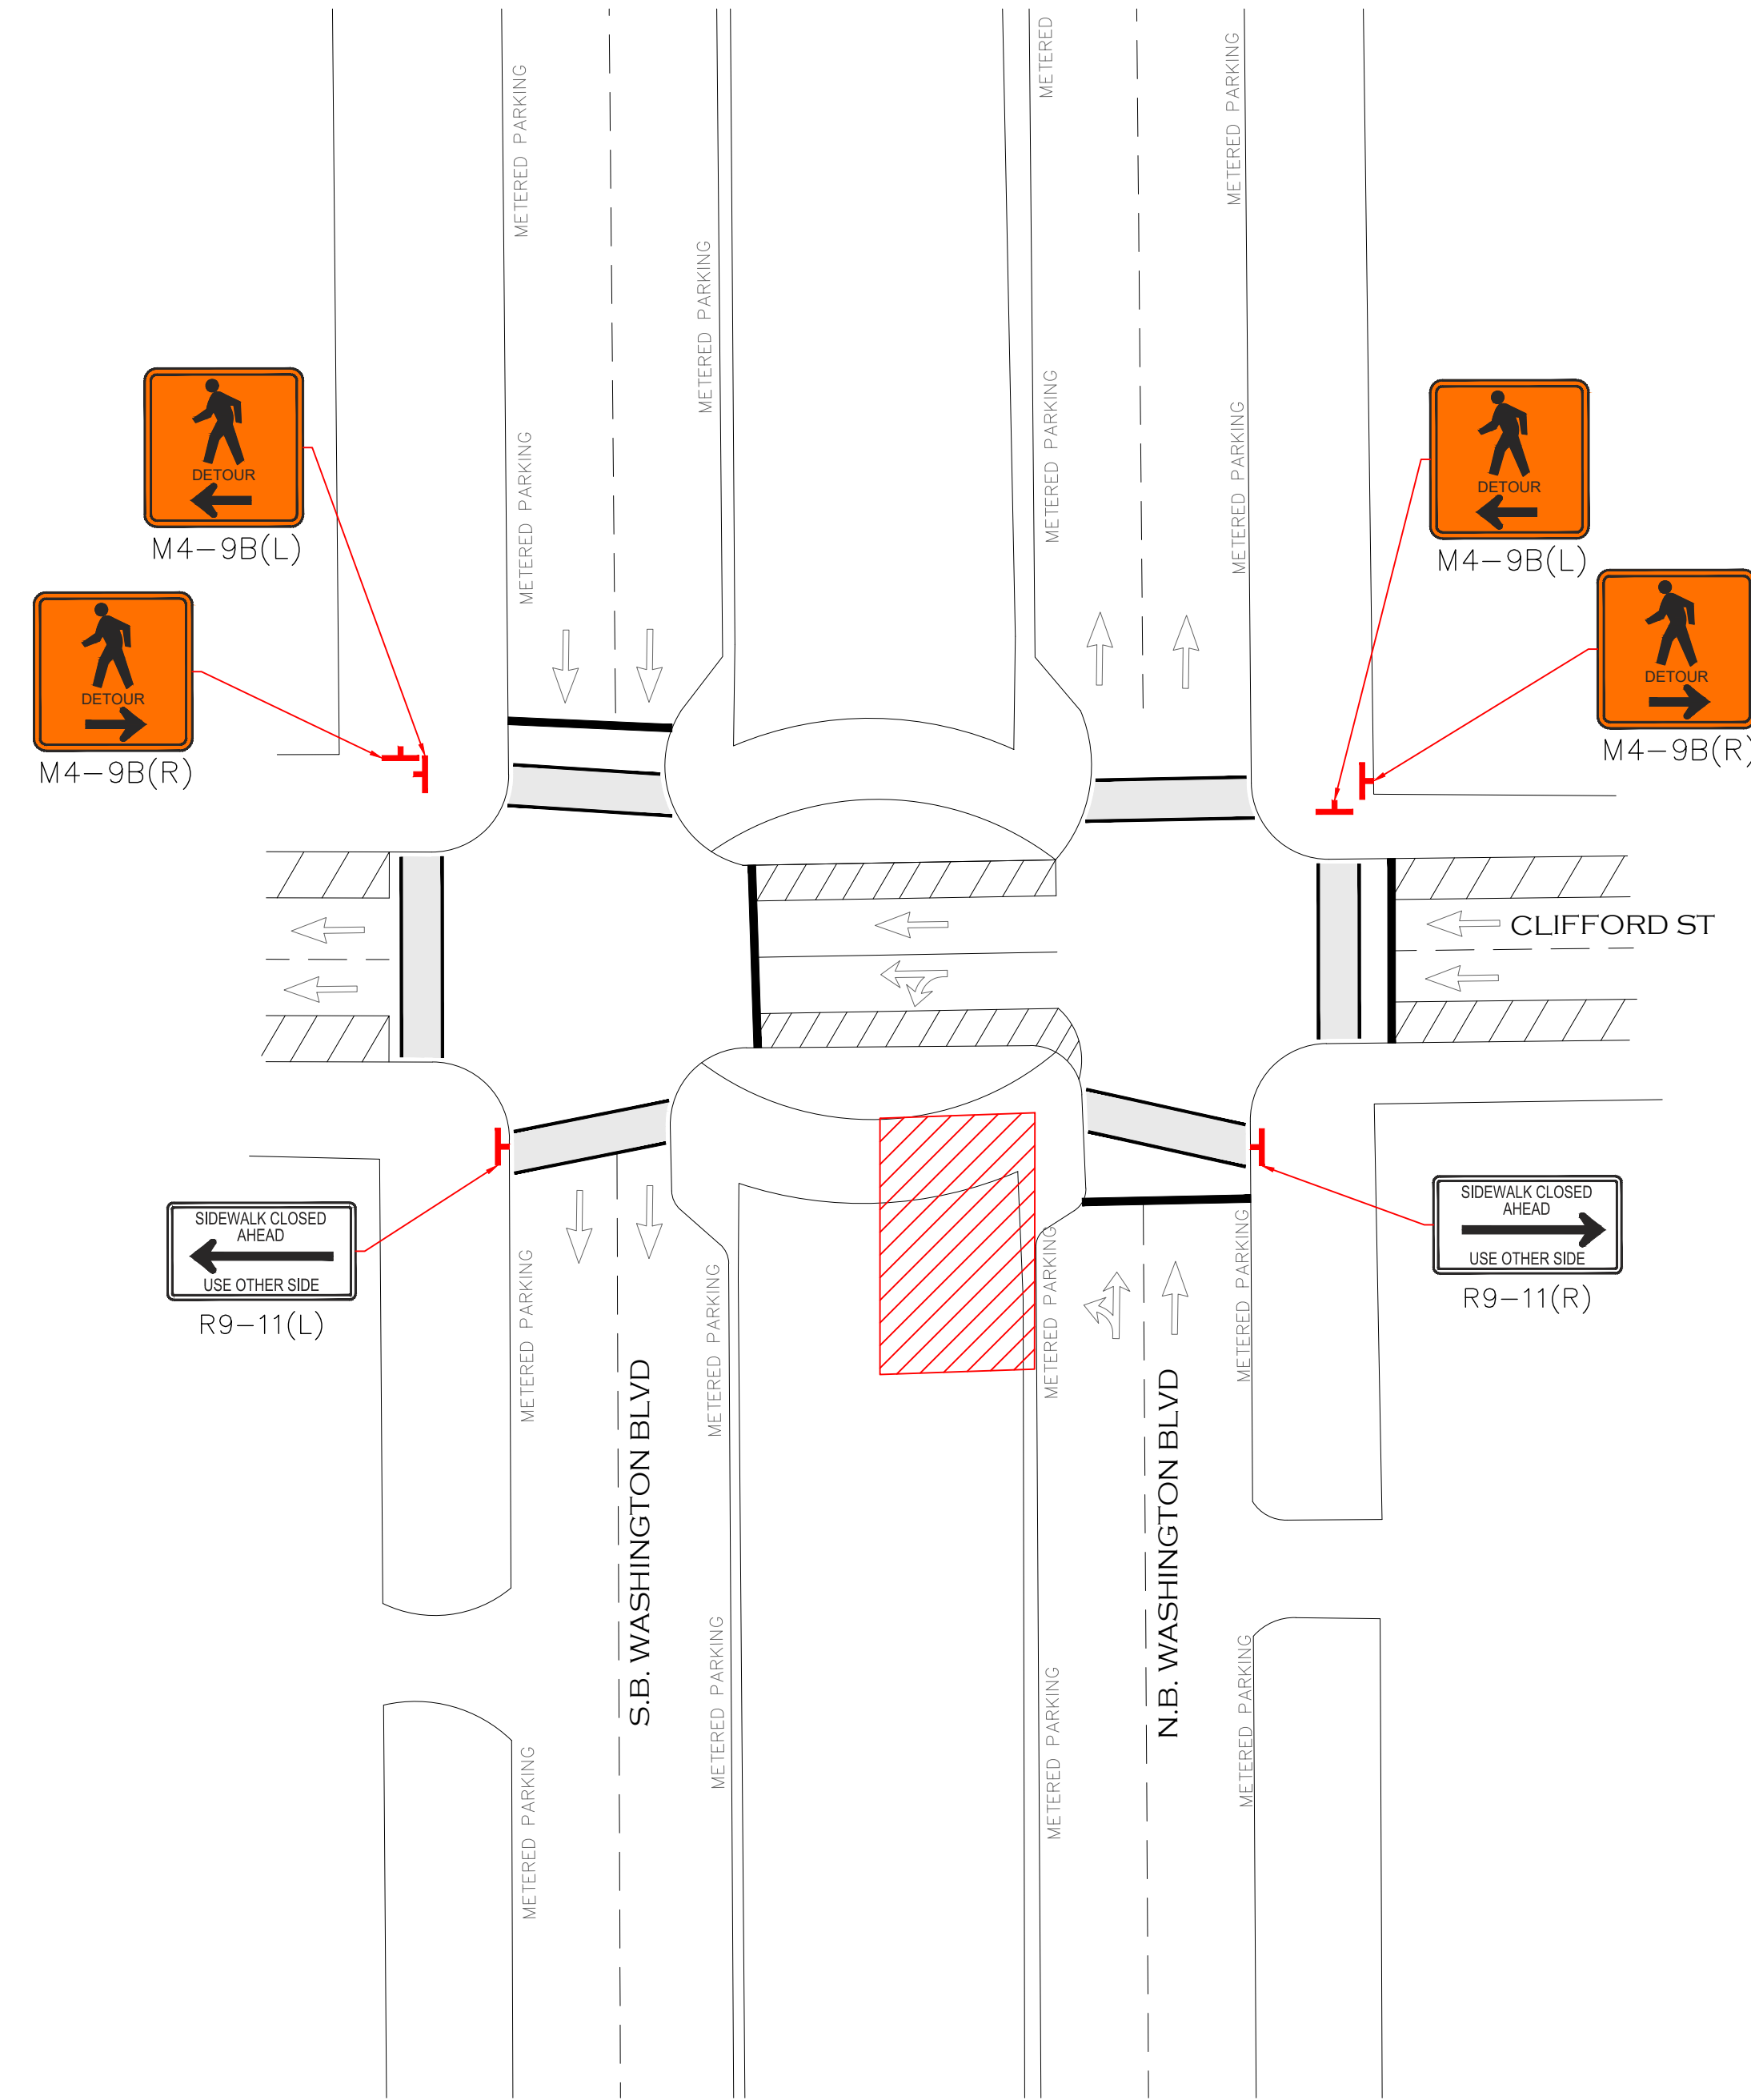 METERED
METERED PARKING
METERED PARKING
METERED PARKING
METERED PARKING
METERED PARKING
METERED PARKING
DETOUR
M4-9B(L)
DETOUR
M4-9B(L)
METERED PARKING
DETOUR
M4-9B(R)
DETOUR
M4-9B(R)
CLIFFORD ST
SIDEWALK CLOSED
AHEAD
USE OTHER SIDE
R9-11(L)
SIDEWALK CLOSED
AHEAD
USE OTHER SIDE
R9-11(R)
METERED PARKING
METERED PARKING
METERED PARKING
METERED PARKING
S.B. WASHINGTON BLVD
N.B. WASHINGTON BLVD
METERED PARKING
METERED PARKING
METERED PARKING
METERED PARKING